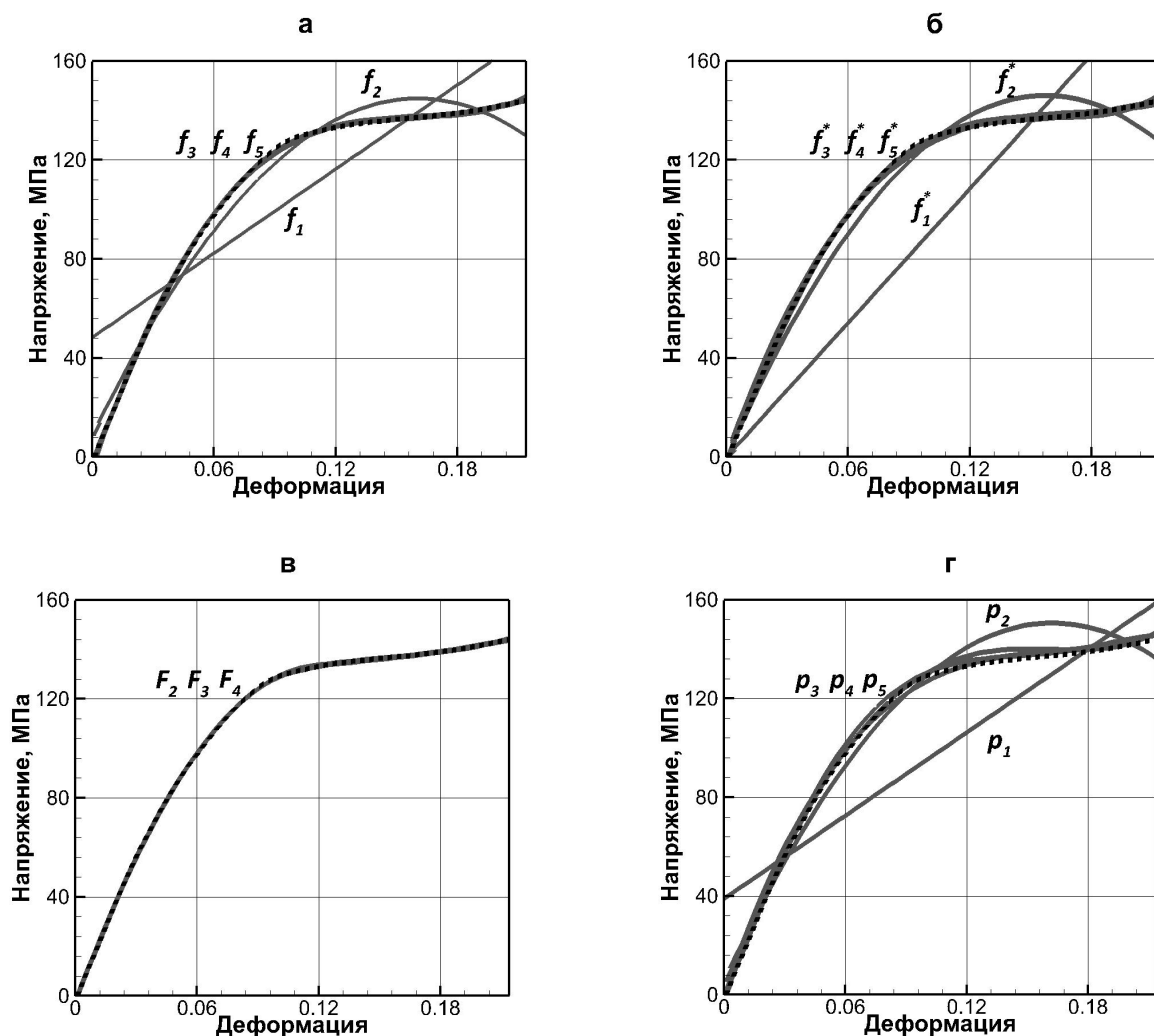 а
160
120
80
40
0
Напряжение, МПа
f2
f3 f4 f5
f1
0 0.06 0.12 0.18
Деформация
б
160
120
80
40
0
Напряжение, МПа
f2*
f3* f4* f5*
f1*
0 0.06 0.12 0.18
Деформация
в
160
120
80
40
0
Напряжение, МПа
F2 F3 F4
0 0.06 0.12 0.18
Деформация
г
160
120
80
40
0
Напряжение, МПа
p2
p3 p4 p5
p1
0 0.06 0.12 0.18
Деформация